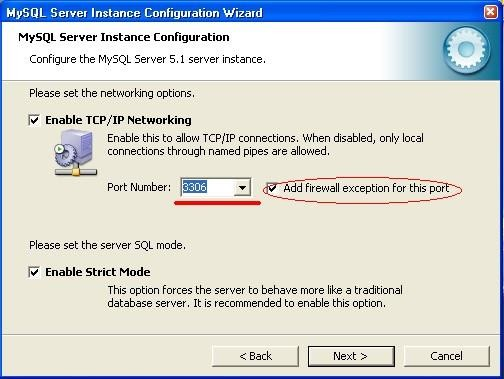 MySQL Server Instance Configuration Wizard
MySQL Server Instance Configuration
Configure the MySQL Server 5.1 server instance.
Please set the networking options.
Enable TCP/IP Networking
Enable this to allow TCP/IP connections. When disabled, only local
connections through named pipes are allowed.
Port Number: 3306 Add firewall exception for this port
Please set the server SQL mode.
Enable Strict Mode
This option forces the server to behave more like a traditional
database server. It is recommended to enable this option.
< Back Next > Cancel